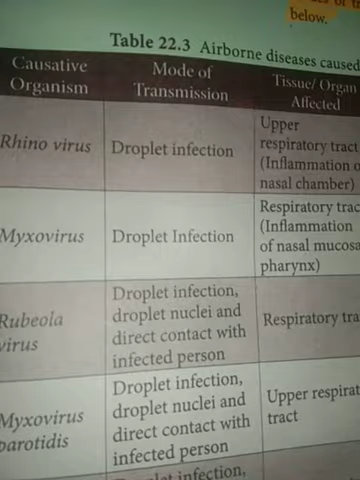 below.
Table 22.3 Airborne diseases caused
Causative
Organism
Mode of
Transmission
Tissue/ Organ
Affected
Rhino virus
Droplet infection
Upper
respiratory tract
(Inflammation
nasal chamber)
Myxovirus
Droplet Infection
Respiratory
(Inflammation
of nasal mucosa
pharynx)
Rubeola
virus
Droplet infection,
droplet nuclei and
direct contact with
infected person
Respiratory
Myxovirus
parotidis
Droplet infection,
droplet nuclei and
direct contact with
infected person
Upper
tract
Droplet infection,